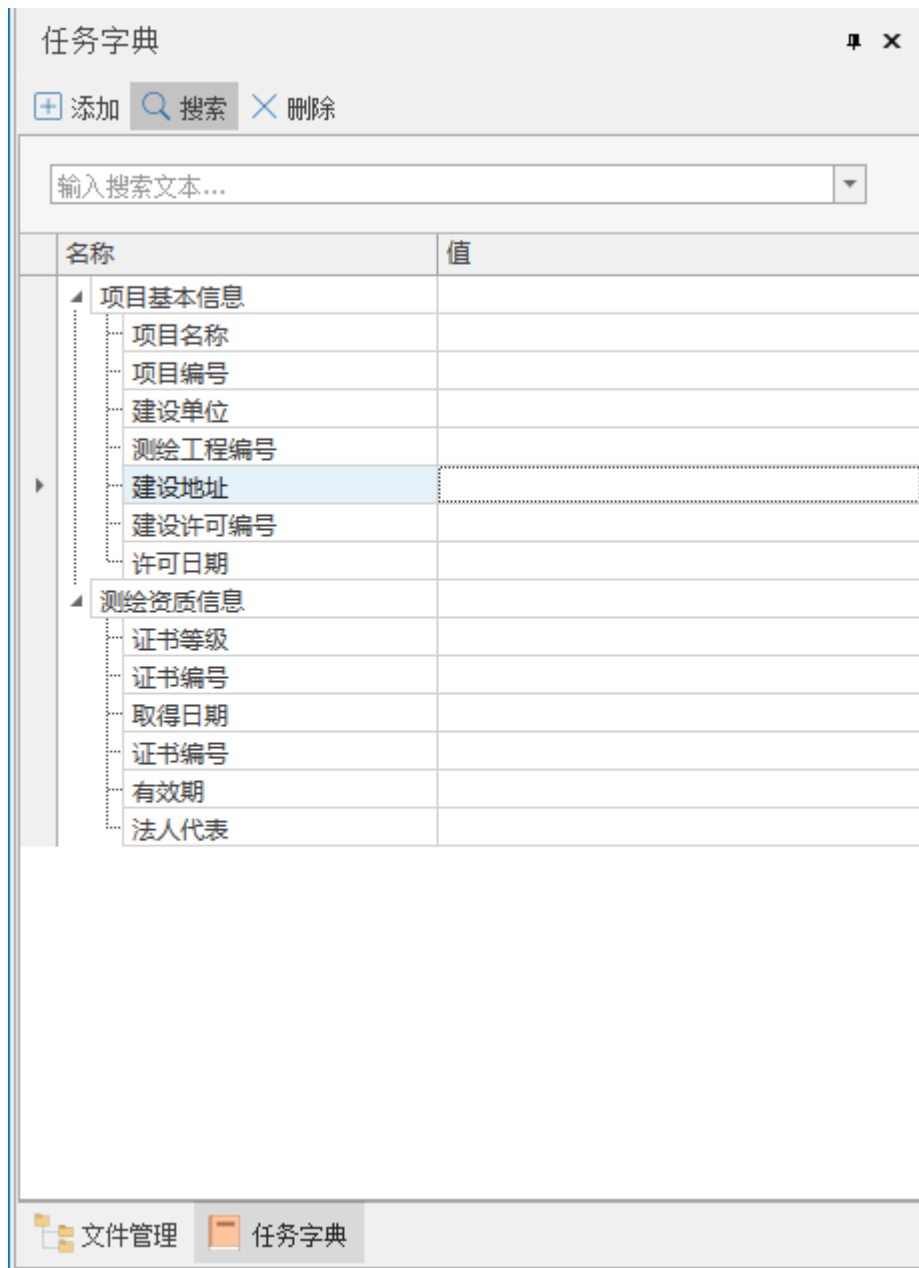 任务字典
添加 搜索 删除
输入搜索文本...
名称 值
项目基本信息
项目名称
项目编号
建设单位
测绘工程编号
建设地址
建设许可编号
许可日期
测绘资质信息
证书等级
证书编号
取得日期
证书编号
有效期
法人代表
文件管理 任务字典